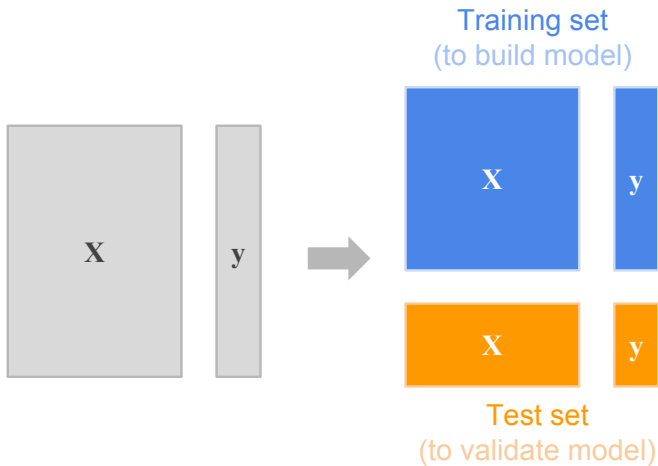 Training set
(to build model)
X y
X y
X y
Test set
(to validate model)